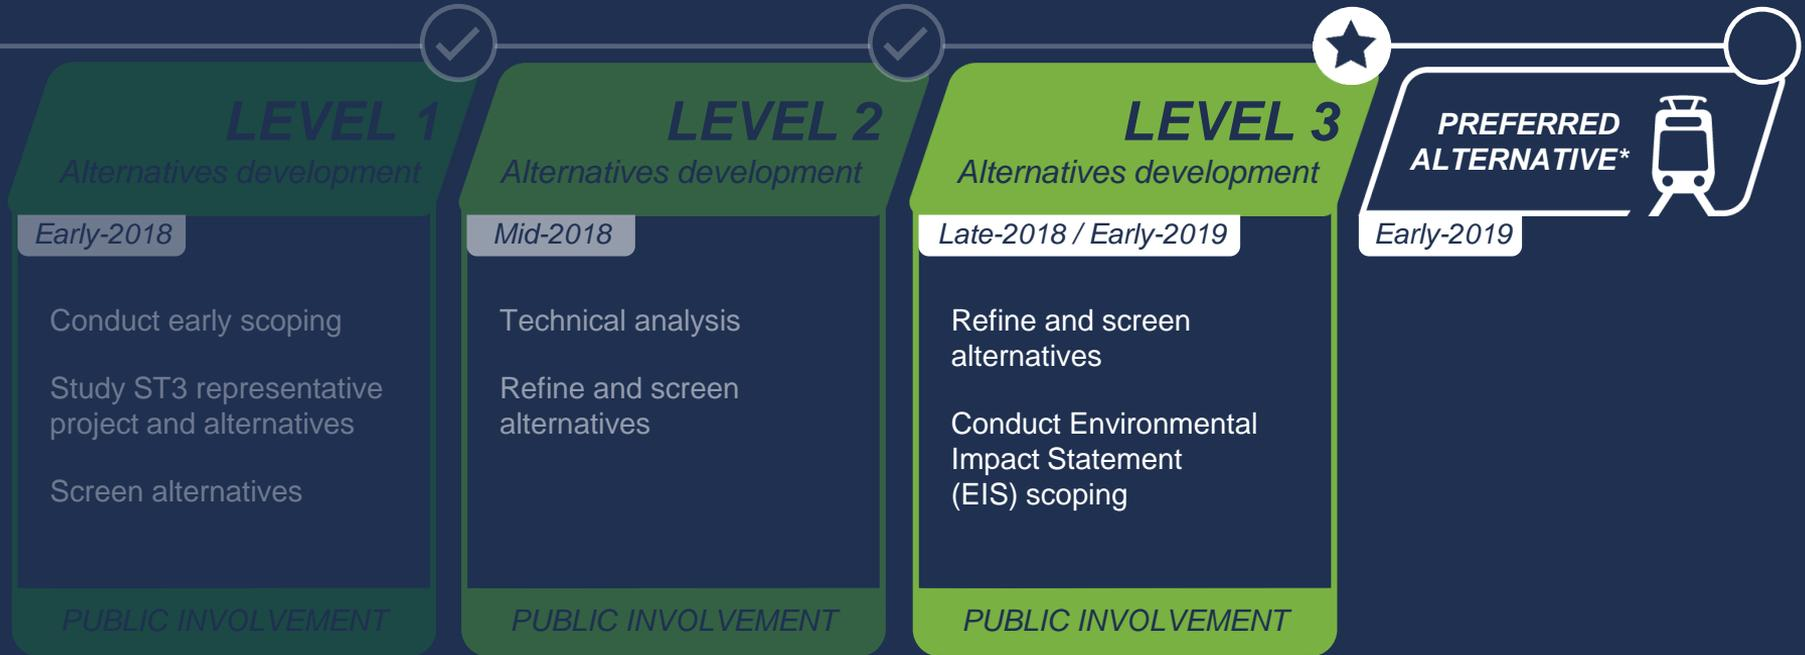 LEVEL 1
Alternatives development
Early-2018
Conduct early scoping
Study ST3 representative
project and alternatives
Screen alternatives
PUBLIC INVOLVEMENT
LEVEL 2
Alternatives development
Mid-2018
Technical analysis
Refine and screen
alternatives
PUBLIC INVOLVEMENT
LEVEL 3
Alternatives development
Late-2018 / Early-2019
Refine and screen
alternatives
Conduct Environmental
Impact Statement
(EIS) scoping
PUBLIC INVOLVEMENT
PREFERRED
ALTERNATIVE*
Early-2019